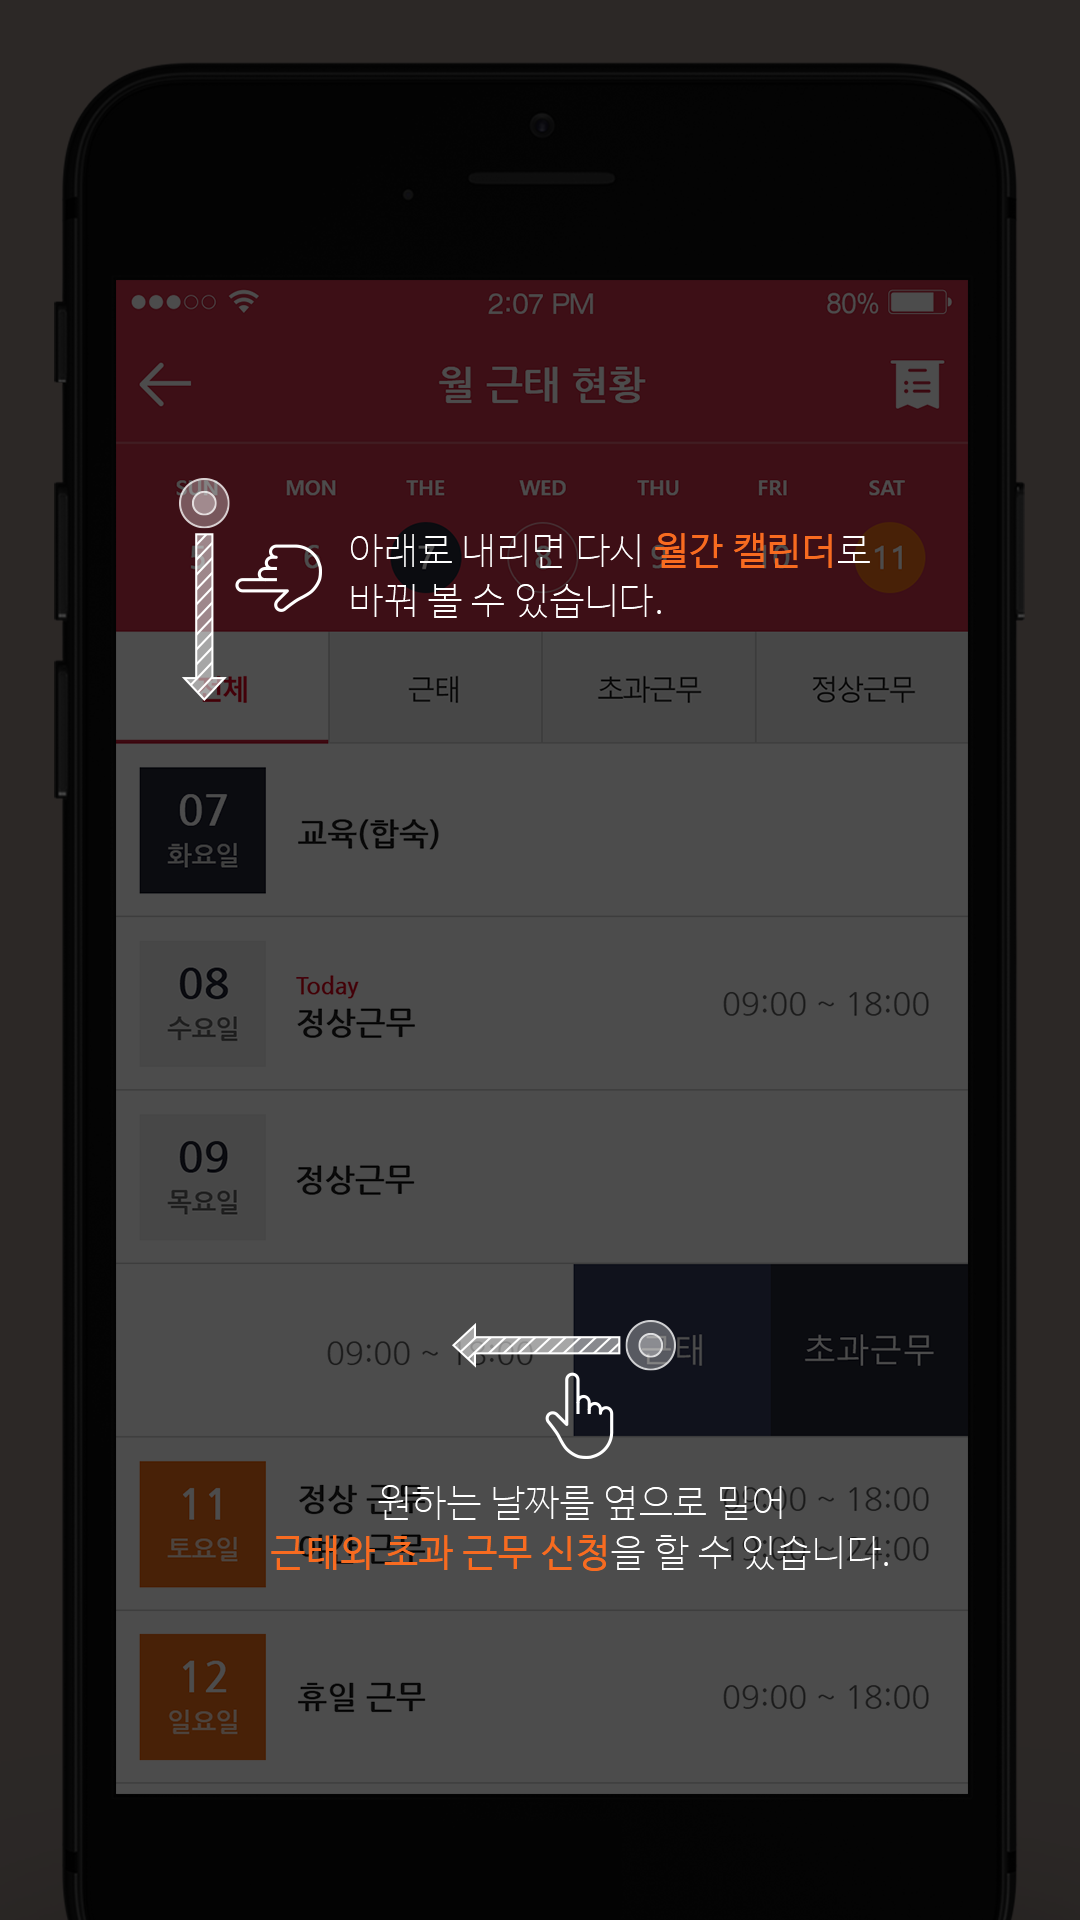 2:07 PM
80%
월 근태 현황
SUN MON THE WED THU FRI SAT
5 6 7 8 9 10 11
아래로 내리면 다시 월간 캘린더로
바꿔 볼 수 있습니다.
전체 근태 초과근무 정상근무
07
화요일
교육(합숙)
08
수요일
Today
정상근무
09:00 ~ 18:00
09
목요일
정상근무
09:00 ~ 18:00
근태
초과근무
11
토요일
정상 근무
09:00 ~ 18:00
원하는 날짜를 옆으로 밀어
근태와 초과 근무 신청을 할 수 있습니다.
12
일요일
휴일 근무
09:00 ~ 18:00